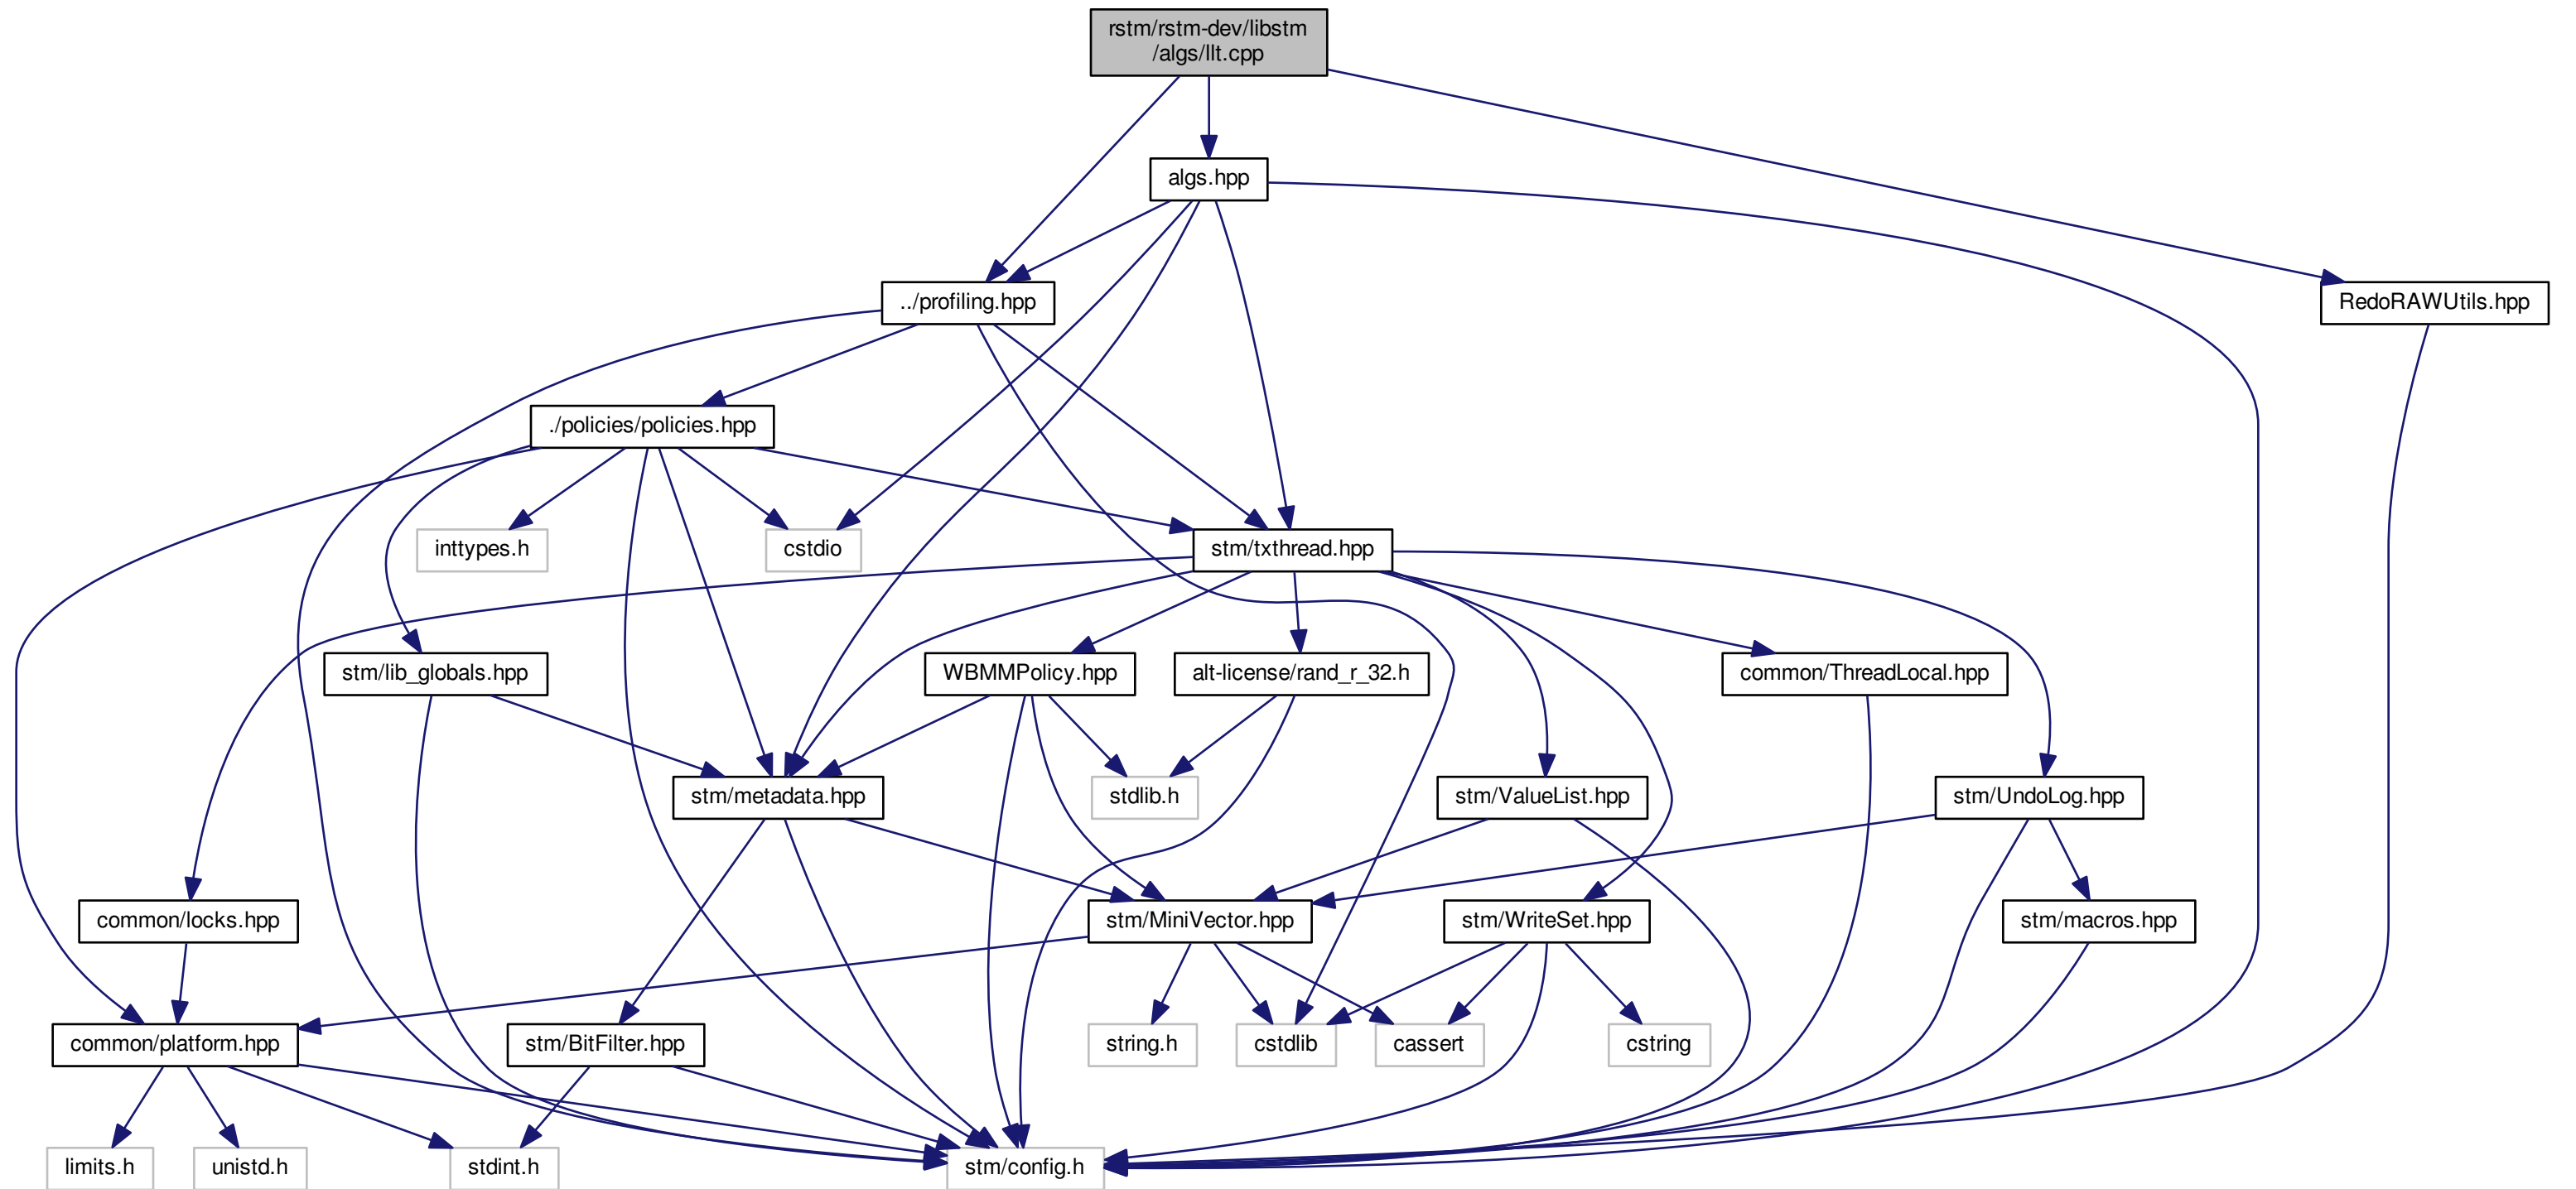 rstm/rstm-dev/libstm
/algs/llt.cpp
algs.hpp
../profiling.hpp
RedoRAWUtils.hpp
./policies/policies.hpp
inttypes.h
cstdio
stm/txthread.hpp
stm/lib_globals.hpp
WBMMPolicy.hpp
alt-license/rand_r_32.h
common/ThreadLocal.hpp
stm/metadata.hpp
stdlib.h
stm/ValueList.hpp
stm/UndoLog.hpp
common/locks.hpp
stm/MiniVector.hpp
stm/WriteSet.hpp
stm/macros.hpp
common/platform.hpp
stm/BitFilter.hpp
string.h
cstdlib
cassert
cstring
limits.h
unistd.h
stdint.h
stm/config.h